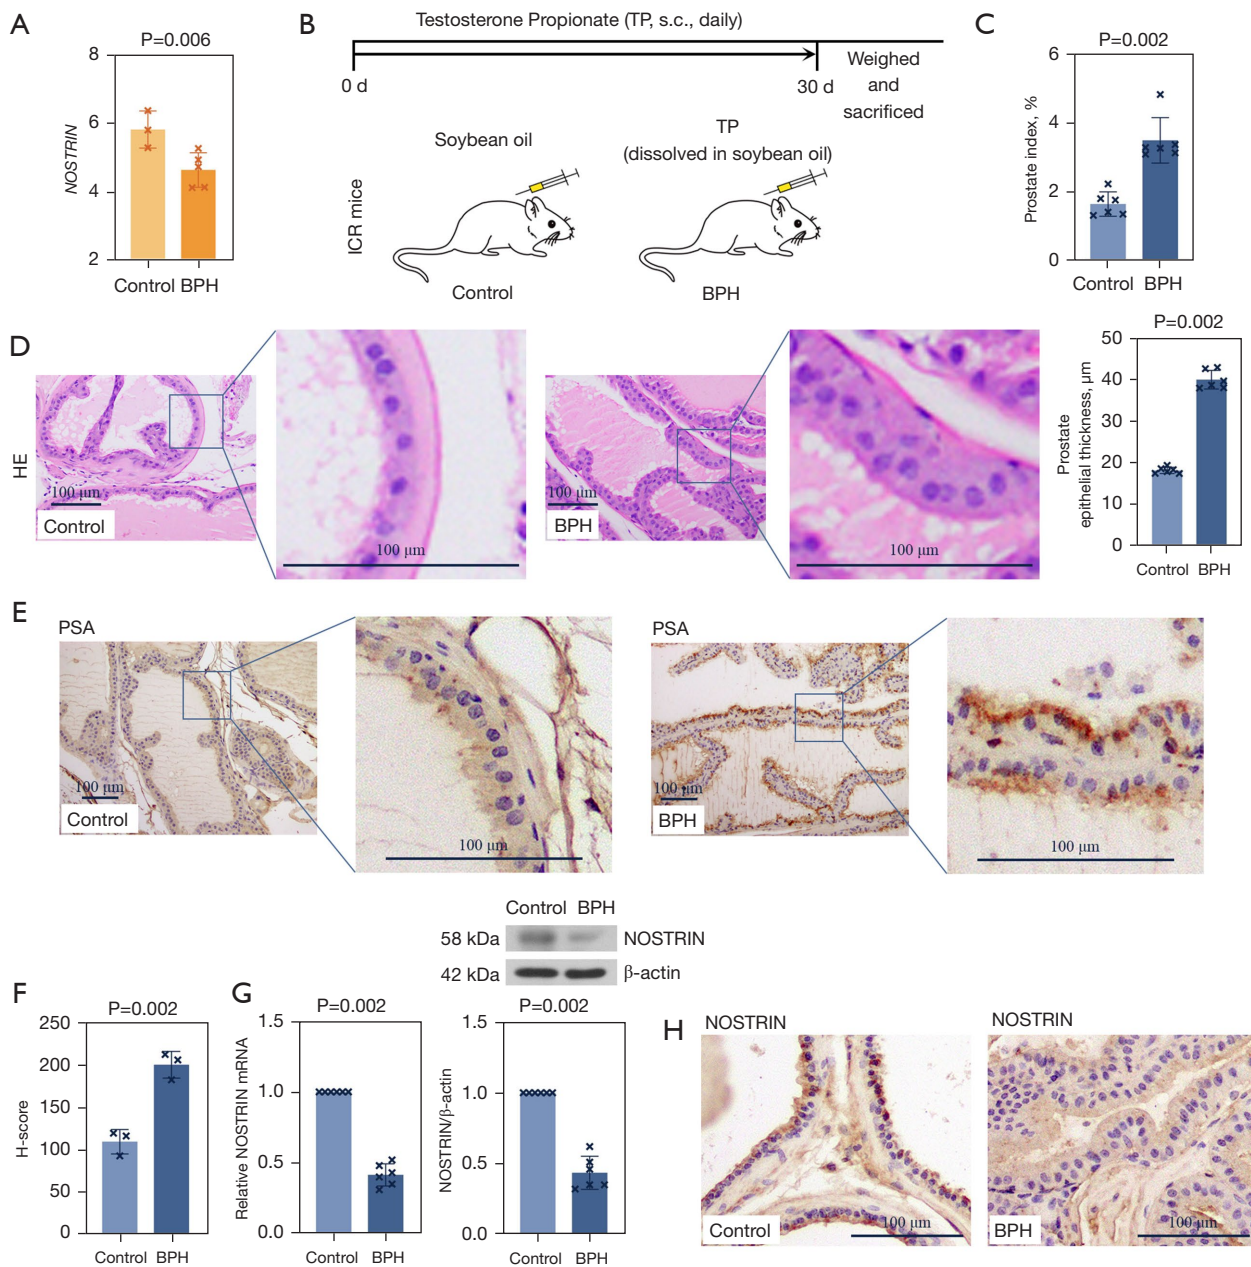 A
P=0.006
8
6
4
2
NOSTRIN
Control BPH
B
Testosterone Propionate (TP, s.c., daily)
0 d
30 d
Weighed
and
sacrificed
ICR mice
Soybean oil
TP
(dissolved in soybean oil)
Control
BPH
C
P=0.002
6
4
2
0
Prostate index, %
Control BPH
D
HE
100 μm
Control
100 μm
100 μm
BPH
100 μm
P=0.002
50
40
30
20
10
0
Prostate
epithelial thickness, μm
Control BPH
E
PSA
100 μm
Control
100 μm
PSA
100 μm
BPH
100 μm
F
P=0.002
250
200
150
100
50
0
H-score
Control BPH
G
Control BPH
58 kDa NOSTRIN
42 kDa β-actin
P=0.002
1.5
1.0
0.5
0.0
Relative NOSTRIN mRNA
Control BPH
P=0.002
1.5
1.0
0.5
0.0
NOSTRIN/β-actin
Control BPH
H
NOSTRIN
Control
100 μm
NOSTRIN
BPH
100 μm